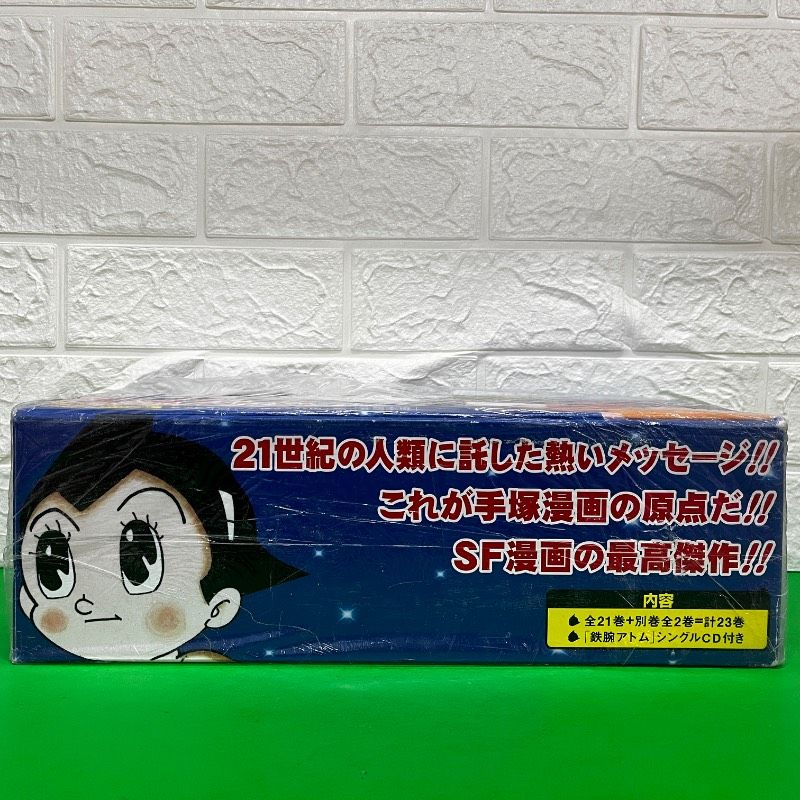 21世紀の人類に託した熱いメッセージ!!
これが手塚漫画の原点だ!!
SF漫画の最高傑作!!
内容
全21巻+別巻全2巻=計23巻
「鉄腕アトム」シングルCD付き